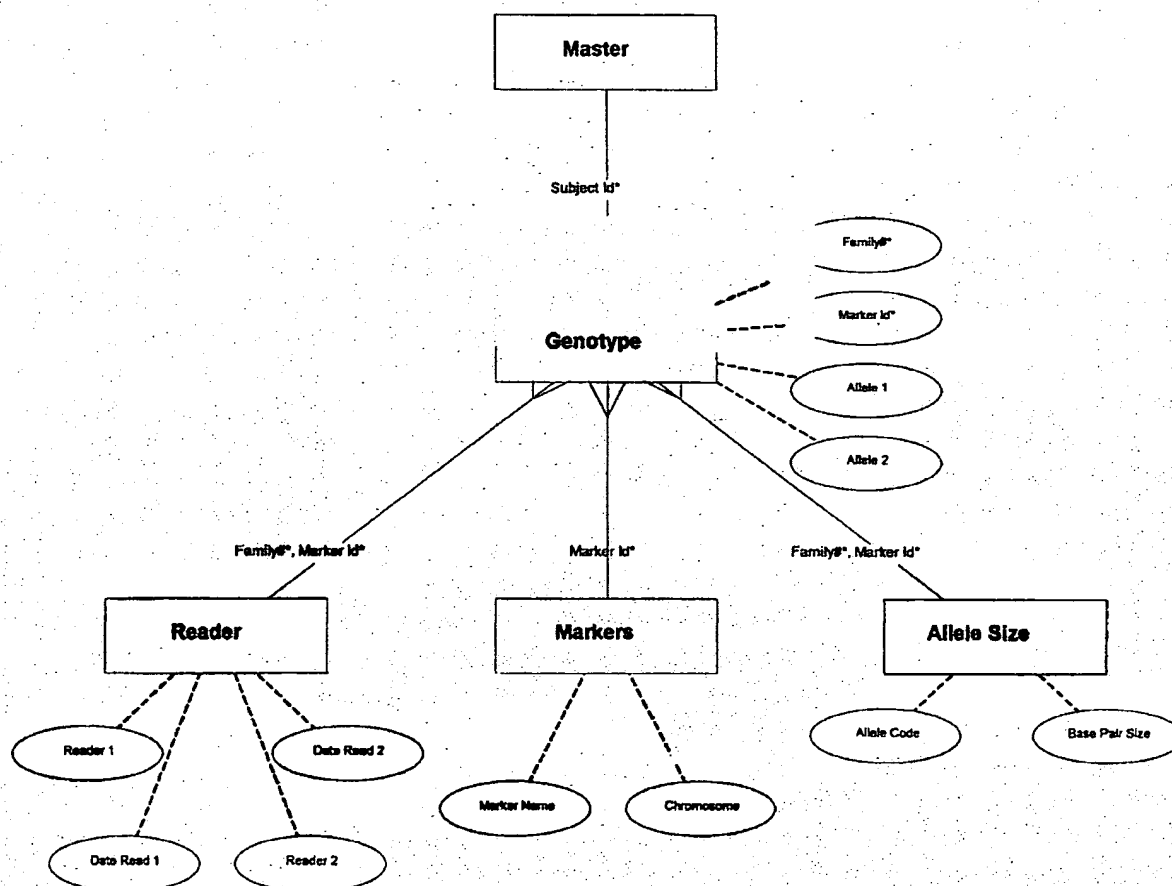 Master
Subject Id*
Family#*
Marker Id*
Genotype
Allele 1
Allele 2
Family#*, Marker Id*
Marker Id*
Family#*, Marker Id*
Reader
Markers
Allele Size
Reader 1
Date Read 2
Allele Code
Base Pair Size
Marker Name
Chromosome
Date Read 1
Reader 2